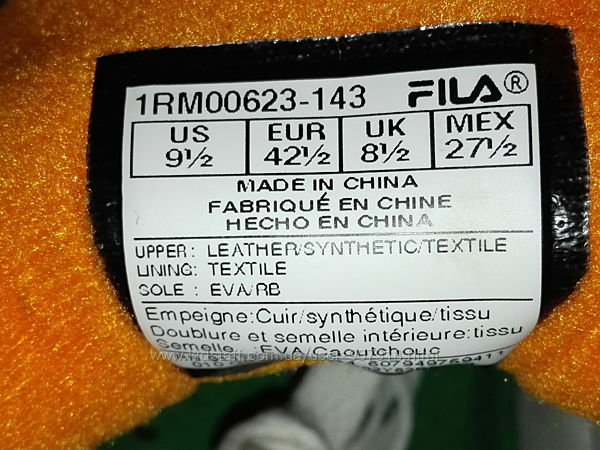 1RM00623-143 FILA®
US EUR UK MEX
9½ 42½ 8½ 27½
MADE IN CHINA
FABRIQUÉ EN CHINE
HECHO EN CHINA
UPPER: LEATHER/SYNTHETIC/TEXTILE
LINING: TEXTILE
SOLE : EVA/RB
Empeigne:Cuir/synthétique/tissu
Doublure et semelle intérieure:tissu
Semelle :EVA/Caoutchouc